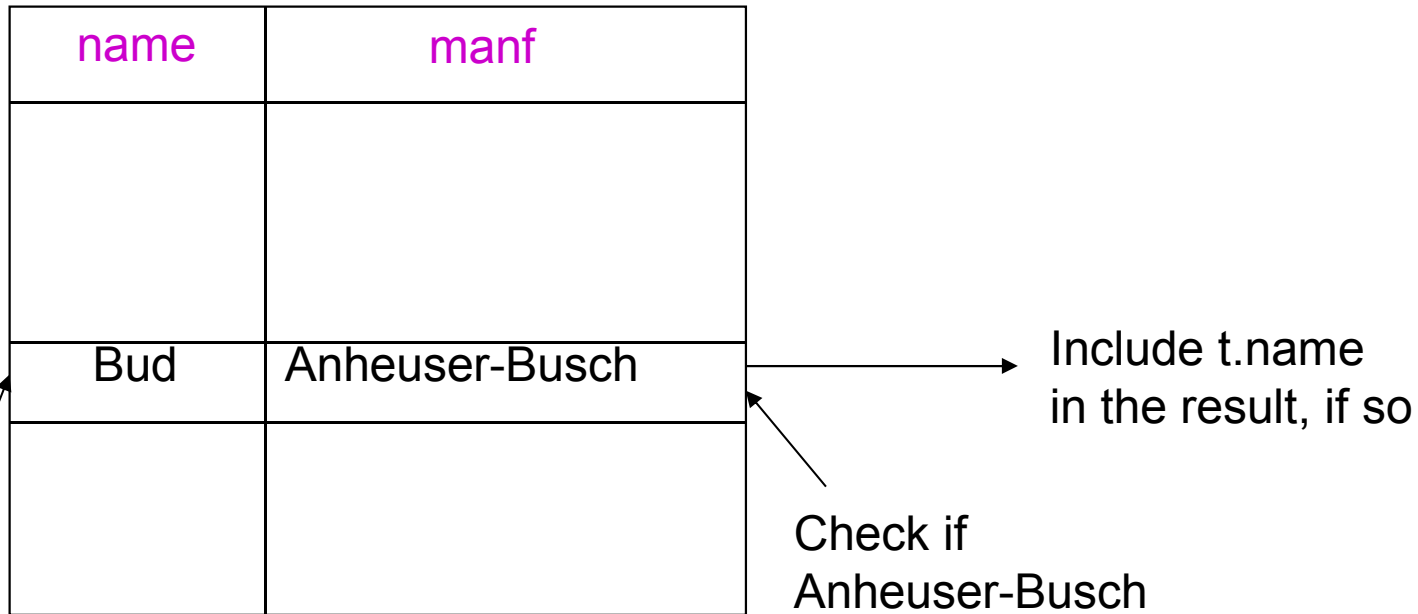 name manf
Bud Anheuser-Busch
Include t.name
in the result, if so
Check if
Anheuser-Busch